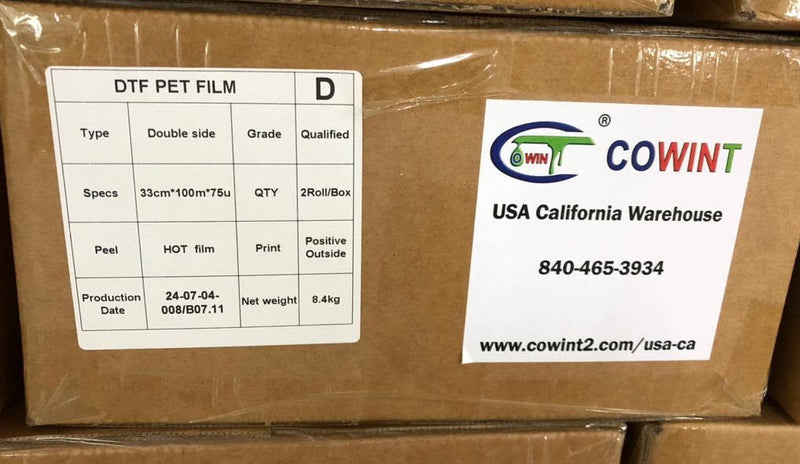 DTF PET FILM D
Type Double side Grade Qualified
Specs 33cm*100m*75u QTY 2Roll/Box
Peel HOT film Print Positive
Outside
Production
Date 24-07-04-
008/B07.11 Net weight 8.4kg
COWIN ® COWINT
USA California Warehouse
840-465-3934
www.cowint2.com/usa-ca